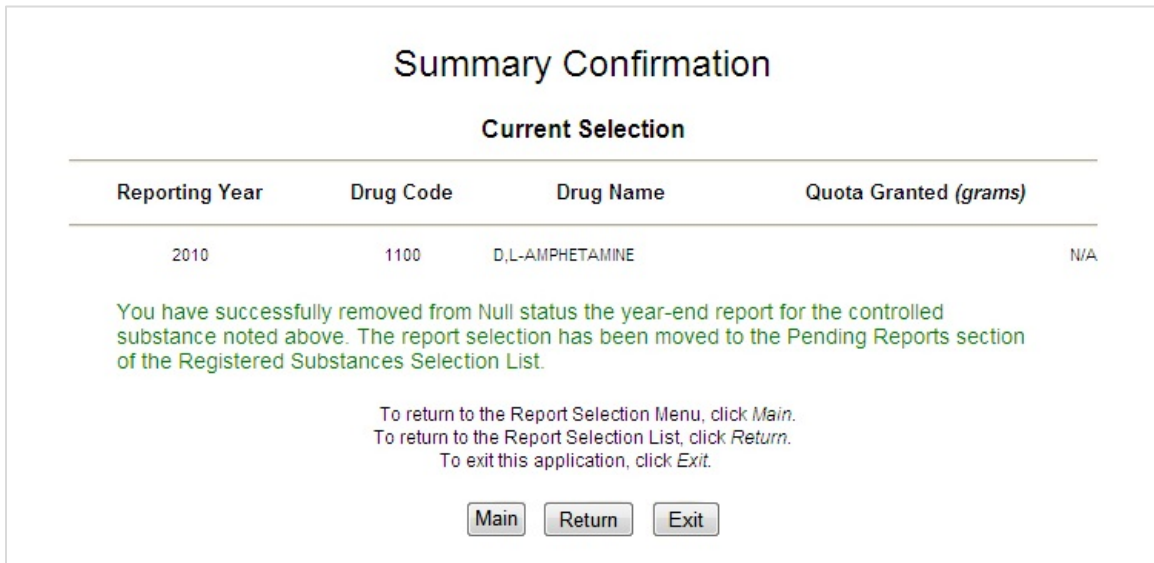 Summary Confirmation
Current Selection
Reporting Year Drug Code Drug Name Quota Granted (grams)
2010 1100 D,L-AMPHETAMINE N/A
You have successfully removed from Null status the year-end report for the controlled
substance noted above. The report selection has been moved to the Pending Reports section
of the Registered Substances Selection List.
To return to the Report Selection Menu, click Main.
To return to the Report Selection List, click Return.
To exit this application, click Exit.
Main Return Exit